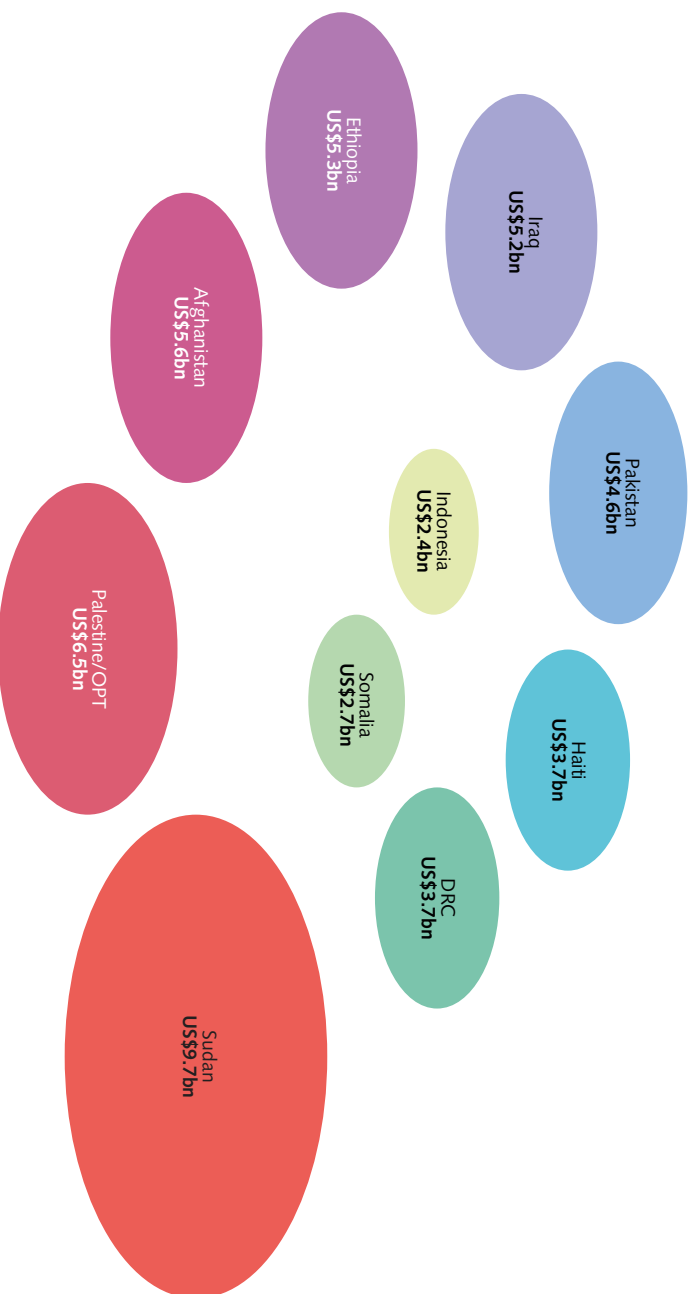 Pakistan
US$4.6bn
Haiti
US$3.7bn
Iraq
US$5.2bn
Indonesia
US$2.4bn
DRC
US$3.7bn
Somalia
US$2.7bn
Ethiopia
US$5.3bn
Afghanistan
US$5.6bn
Sudan
US$9.7bn
Palestine/OPT
US$6.5bn